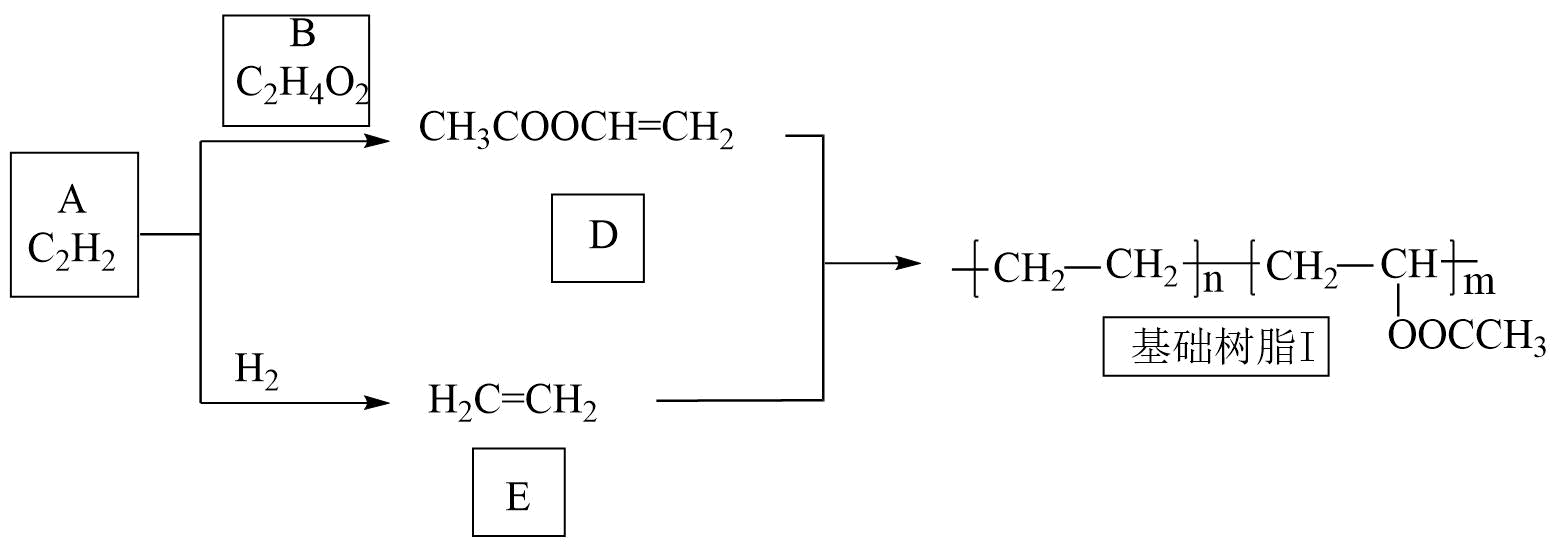 B
C₂H₄O₂
A
C₂H₂
CH₃COOCH=CH₂
D
H₂
H₂C=CH₂
E
-[CH₂-CH₂]n-[CH₂-CH]m
OOCCH₃
基础树脂I